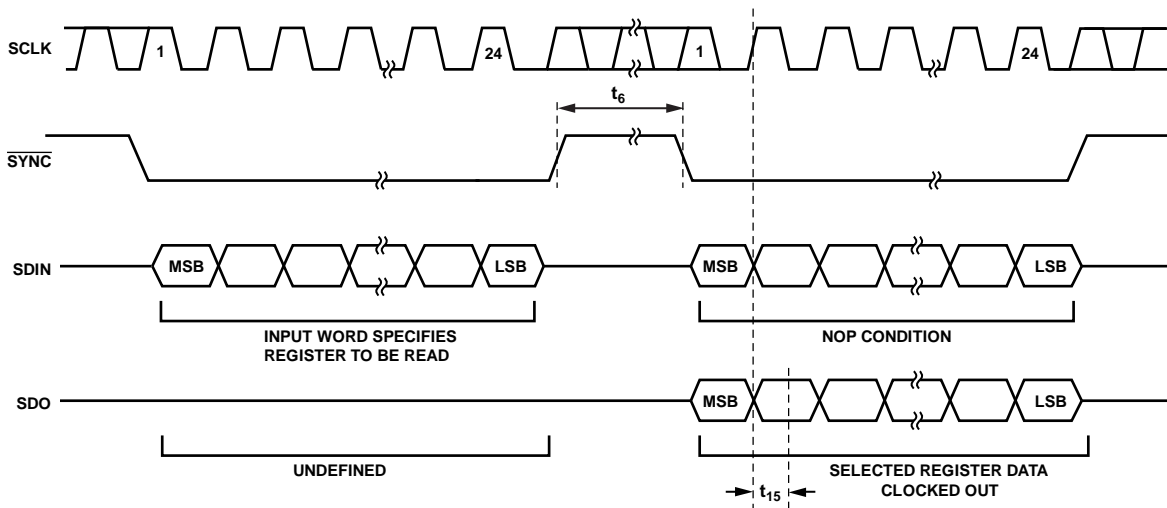 SCLK
1
24
1
24
t6
SYNC
SDIN
MSB
LSB
MSB
LSB
INPUT WORD SPECIFIES
REGISTER TO BE READ
NOP CONDITION
SDO
MSB
LSB
UNDEFINED
SELECTED REGISTER DATA
CLOCKED OUT
t15